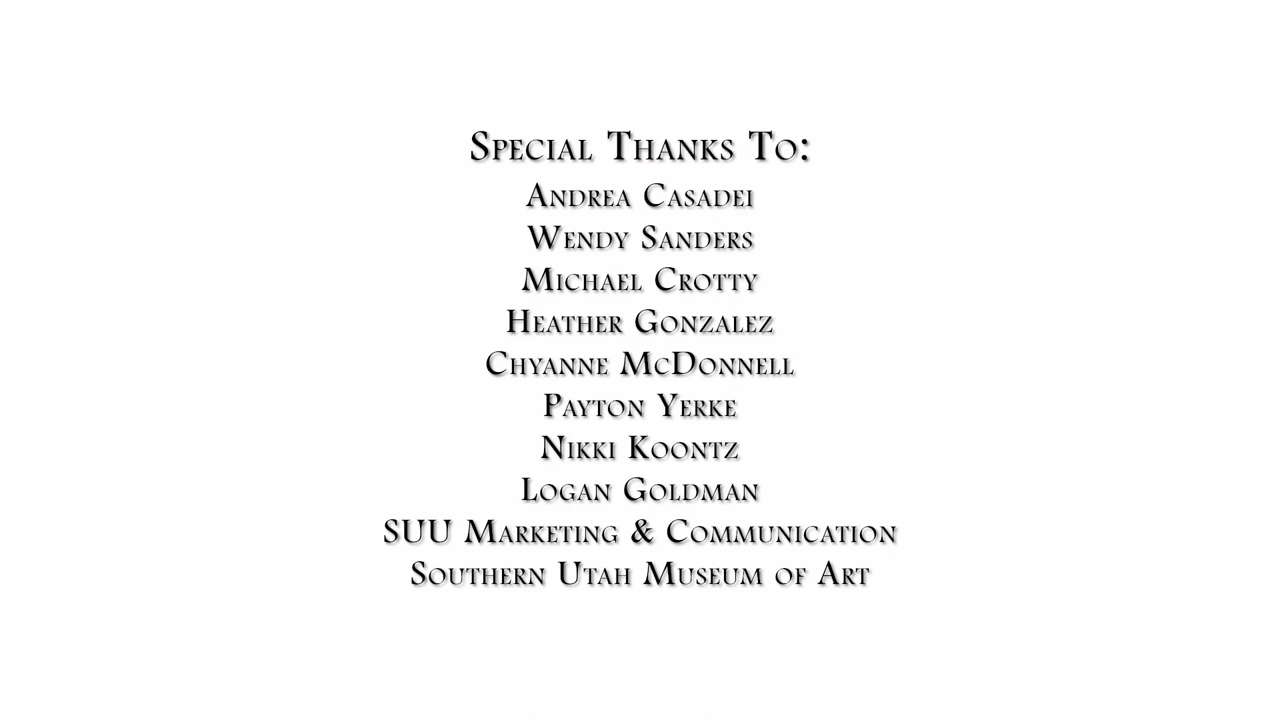 Special Thanks To:
Andrea Casadei
Wendy Sanders
Michael Crotty
Heather Gonzalez
Chyanne McDonnell
Payton Yerke
Nikki Koontz
Logan Goldman
SUU Marketing & Communication
Southern Utah Museum of Art